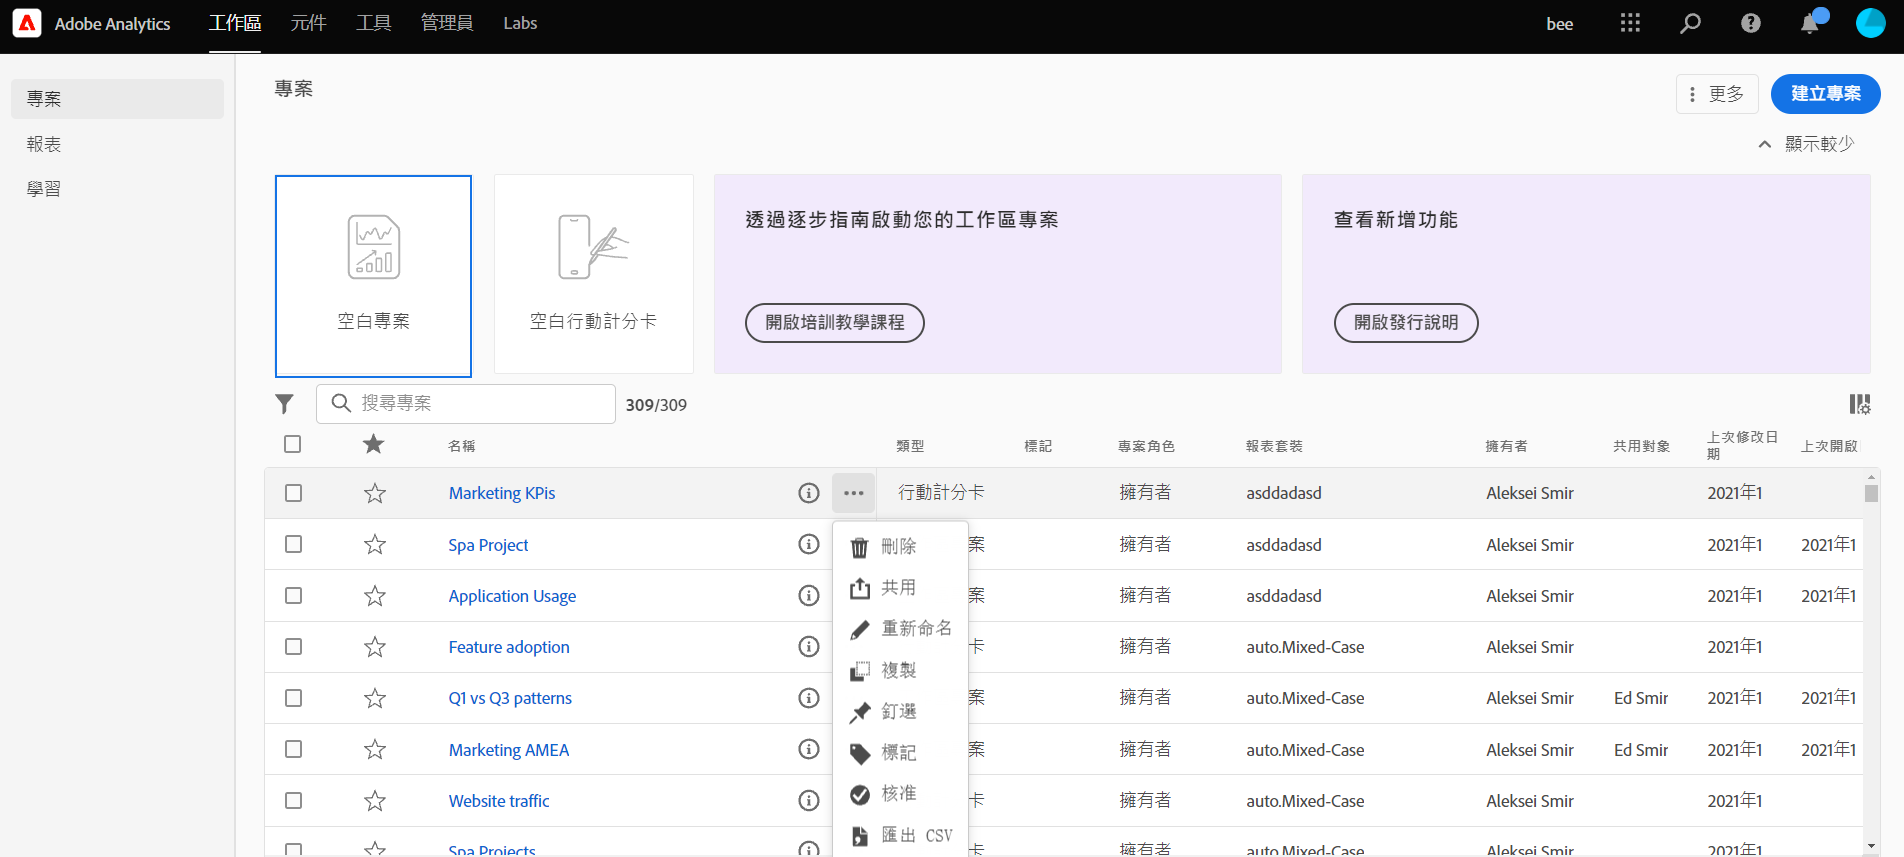 Adobe Analytics 工作區 元件 工具 管理員 Labs bee
專案
報表
學習
專案
更多
建立專案
顯示較少
空白專案
空白行動計分卡
透過逐步指南啟動您的工作區專案
開啟培訓教學課程
查看新增功能
開啟發行說明
搜尋專案
309/309
名稱 類型 標記 專案角色 報表套裝 擁有者 共用對象 上次修改日期 上次開啟
Marketing KPis 行動計分卡 擁有者 asddadasd Aleksei Smir 2021年1
Spa Project 案 擁有者 asddadasd Aleksei Smir 2021年1 2021年1
Application Usage 案 擁有者 asddadasd Aleksei Smir 2021年1 2021年1
Feature adoption 卡 擁有者 auto.Mixed-Case Aleksei Smir 2021年1
Q1 vs Q3 patterns 案 擁有者 auto.Mixed-Case Aleksei Smir Ed Smir 2021年1 2021年1
Marketing AMEA 案 擁有者 auto.Mixed-Case Aleksei Smir Ed Smir 2021年1 2021年1
Website traffic 卡 擁有者 auto.Mixed-Case Aleksei Smir 2021年1
Spa Projects 卡 擁有者 auto.Mixed-Case Aleksei Smir 2021年1 2021年1
刪除
共用
重新命名
複製
釘選
標記
核准
匯出 CSV